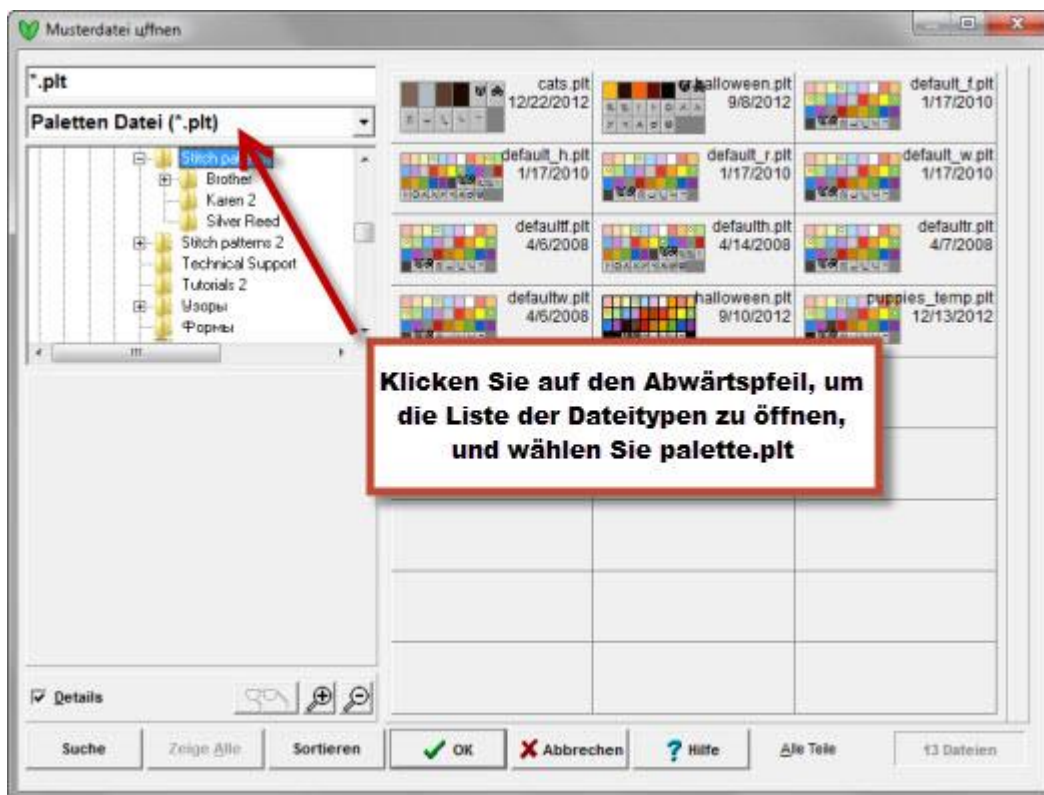 Musterdatei цffnen
*.plt
Paletten Datei (*.plt)
Stitch patterns
Brother
Karen 2
Silver Reed
Stitch patterns 2
Technical Support
Tutorials 2
Узоры
Формы
cats.plt
12/22/2012
halloween.plt
9/8/2012
default_f.plt
1/17/2010
default_h.plt
1/17/2010
default_r.plt
1/17/2010
default_w.plt
1/17/2010
defaultf.plt
4/6/2008
defaulth.plt
4/14/2008
defaultr.plt
4/7/2008
defaultw.plt
4/6/2008
halloween.plt
9/10/2012
puppies_temp.plt
12/13/2012
Klicken Sie auf den Abwärtspfeil, um
die Liste der Dateitypen zu öffnen,
und wählen Sie palette.plt
Details
Suche
Zeige Alle
Sortieren
OK
Abbrechen
Hilfe
Alle Teile
13 Dateien